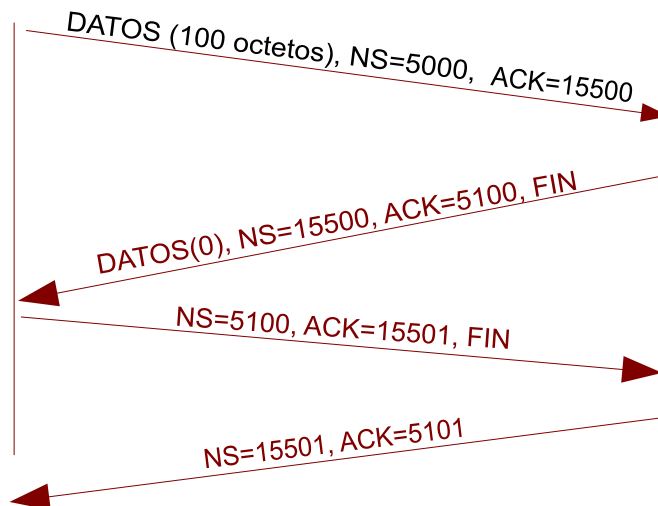 DATOS (100 octetos), NS=5000, ACK=15500
DATOS(0), NS=15500, ACK=5100, FIN
NS=5100, ACK=15501, FIN
NS=15501, ACK=5101